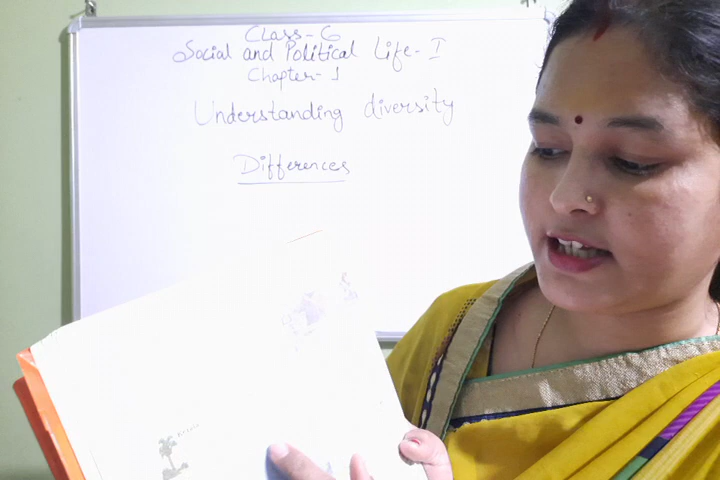 Class-6
Social and Political Life-I
Chapter-1
Understanding diversity
Differences